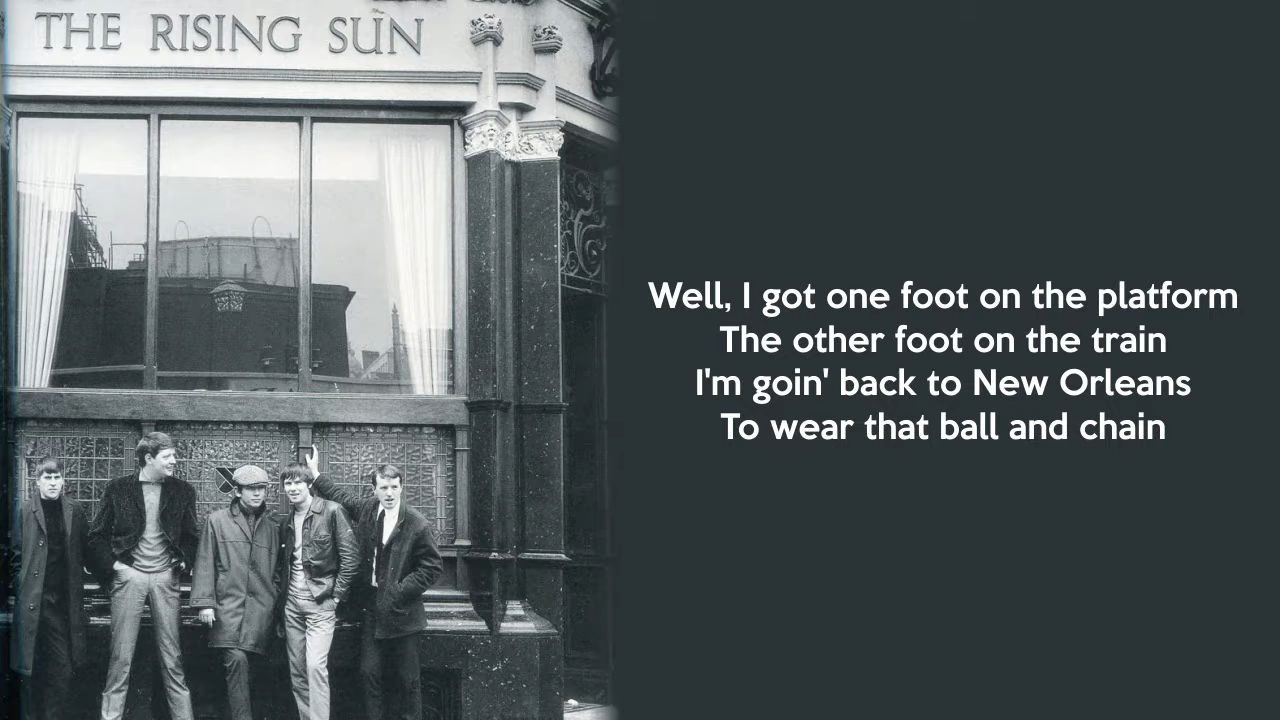 THE RISING SUN
Well, I got one foot on the platform
The other foot on the train
I'm goin' back to New Orleans
To wear that ball and chain